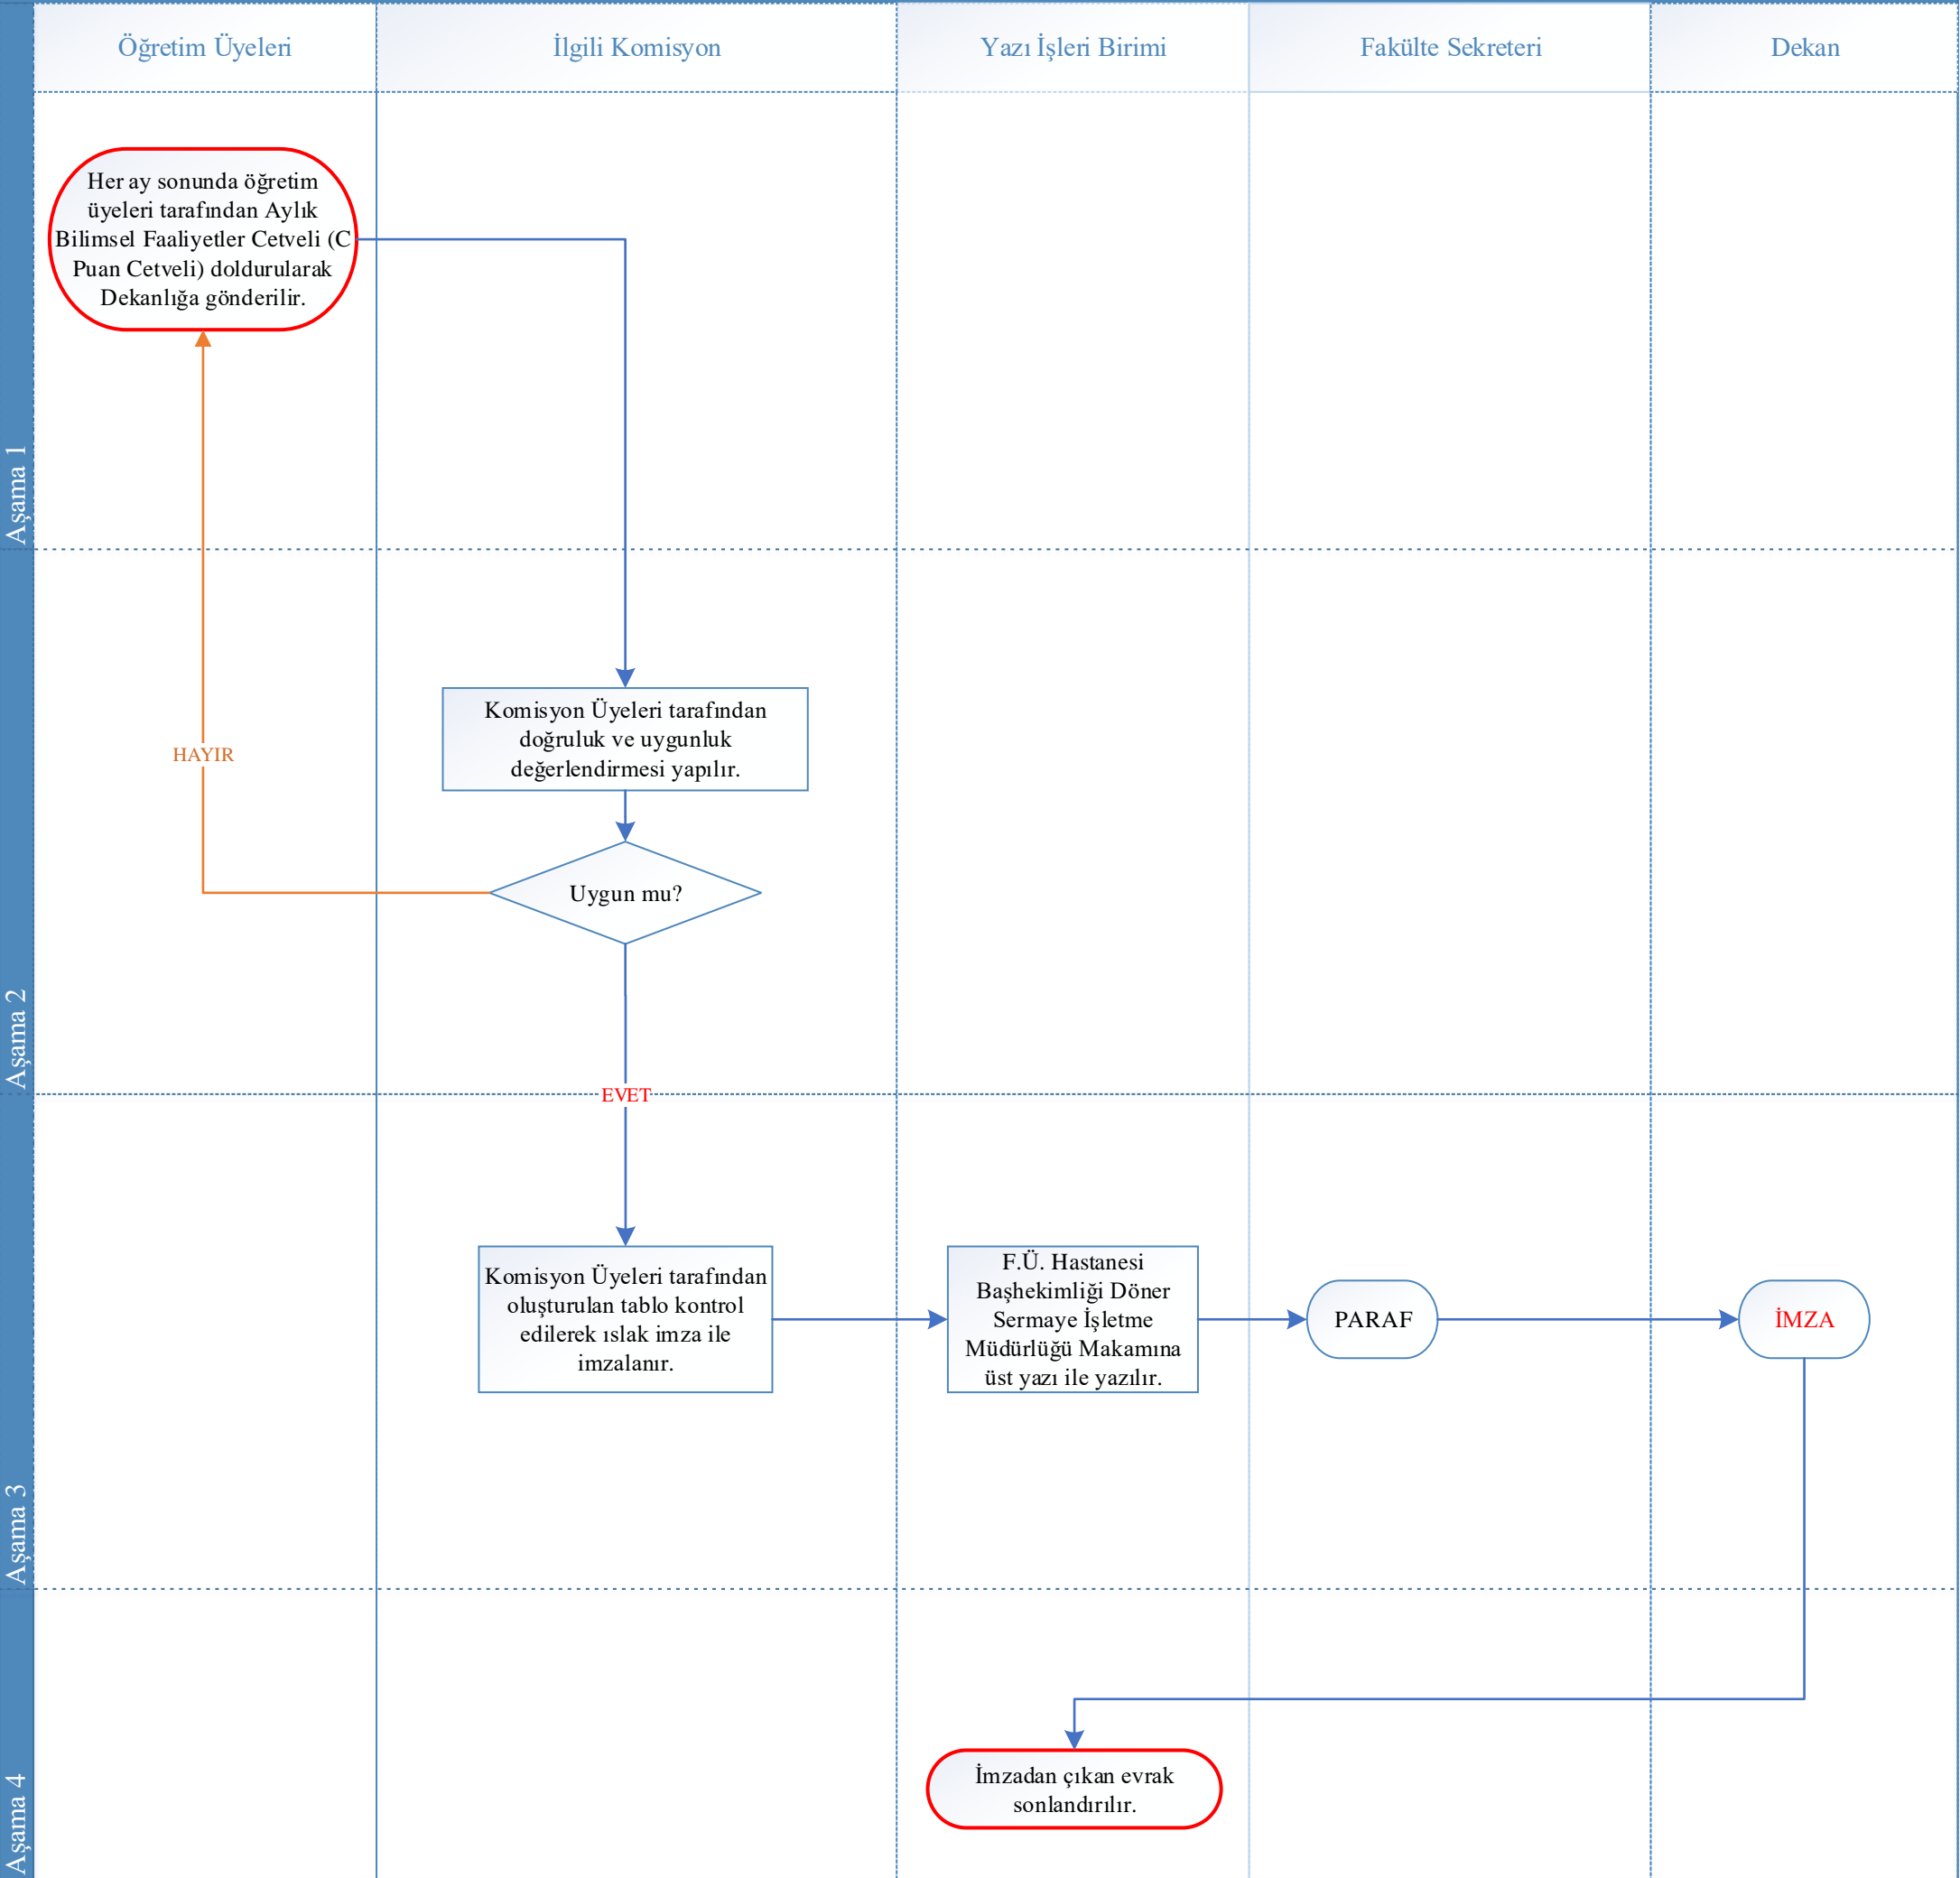 Öğretim Üyeleri
İlgili Komisyon
Yazı İşleri Birimi
Fakülte Sekreteri
Dekan
Aşama 1
Her ay sonunda öğretim
üyeleri tarafından Aylık
Bilimsel Faaliyetler Cetveli (C
Puan Cetveli) doldurularak
Dekanlığa gönderilir.
Aşama 2
Komisyon Üyeleri tarafından
doğruluk ve uygunluk
değerlendirmesi yapılır.
HAYIR
Uygun mu?
EVET
Aşama 3
Komisyon Üyeleri tarafından
oluşturulan tablo kontrol
edilerek ıslak imza ile
imzalanır.
F.Ü. Hastanesi
Başhekimliği Döner
Sermaye İşletme
Müdürlüğü Makamına
üst yazı ile yazılır.
PARAF
İMZA
Aşama 4
İmzadan çıkan evrak
sonlandırılır.